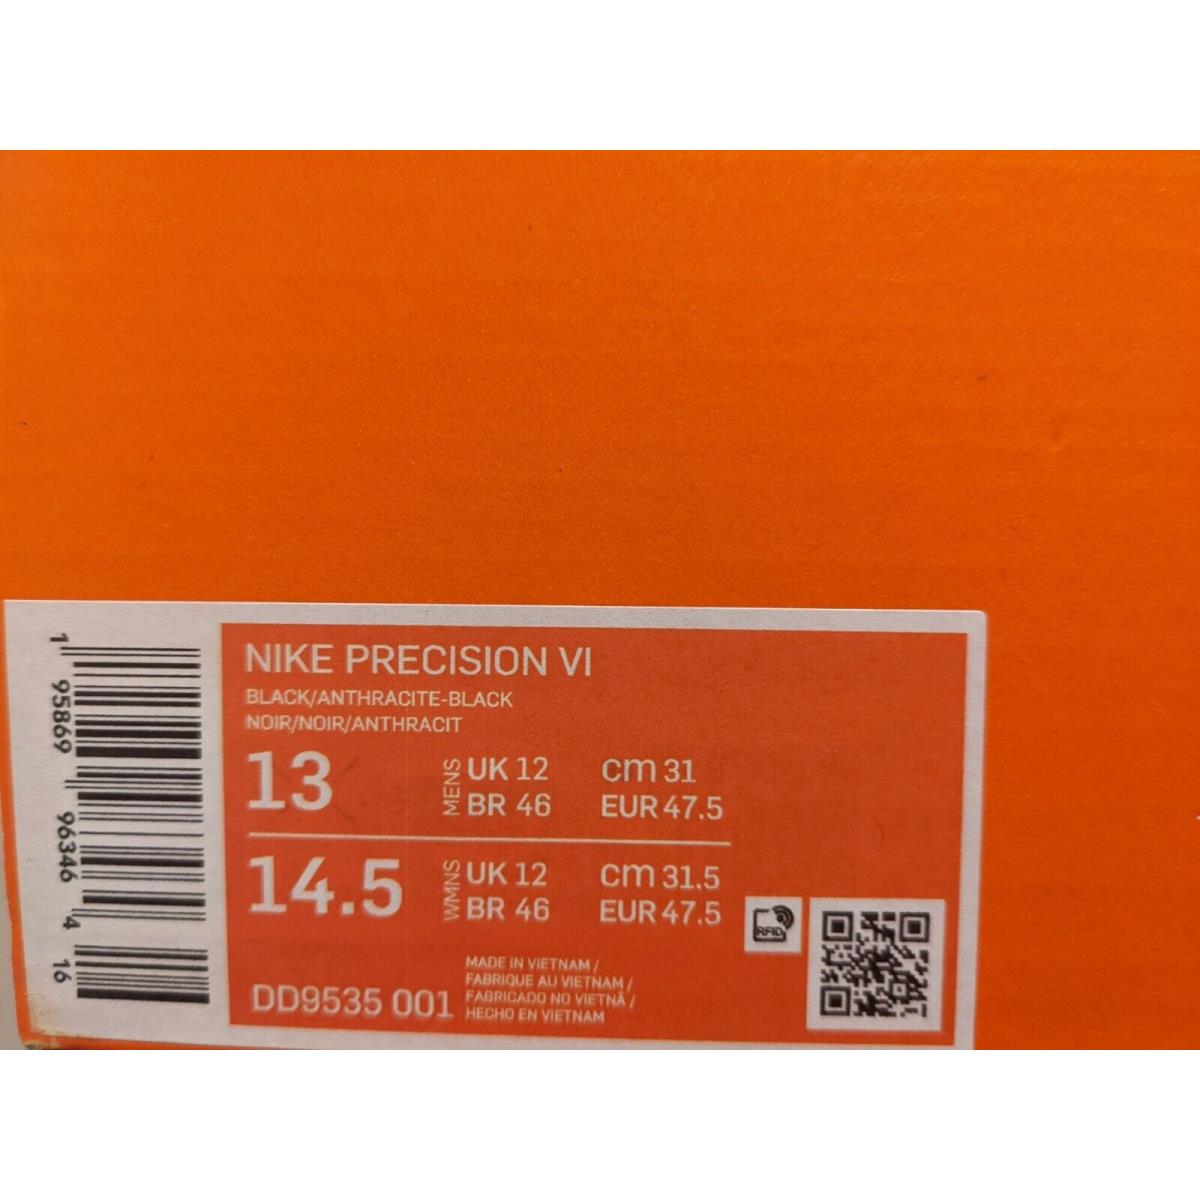 NIKE PRECISION VI
BLACK/ANTHRACITE-BLACK
NOIR/NOIR/ANTHRACIT
13 MENS UK 12 cm 31
BR 46 EUR 47.5
14.5 WMNS UK 12 cm 31.5
BR 46 EUR 47.5
RFID
DD9535 001
MADE IN VIETNAM /
FABRIQUE AU VIETNAM /
FABRICADO NO VIETNÃ /
HECHO EN VIETNAM
1 95869 96346 4 16